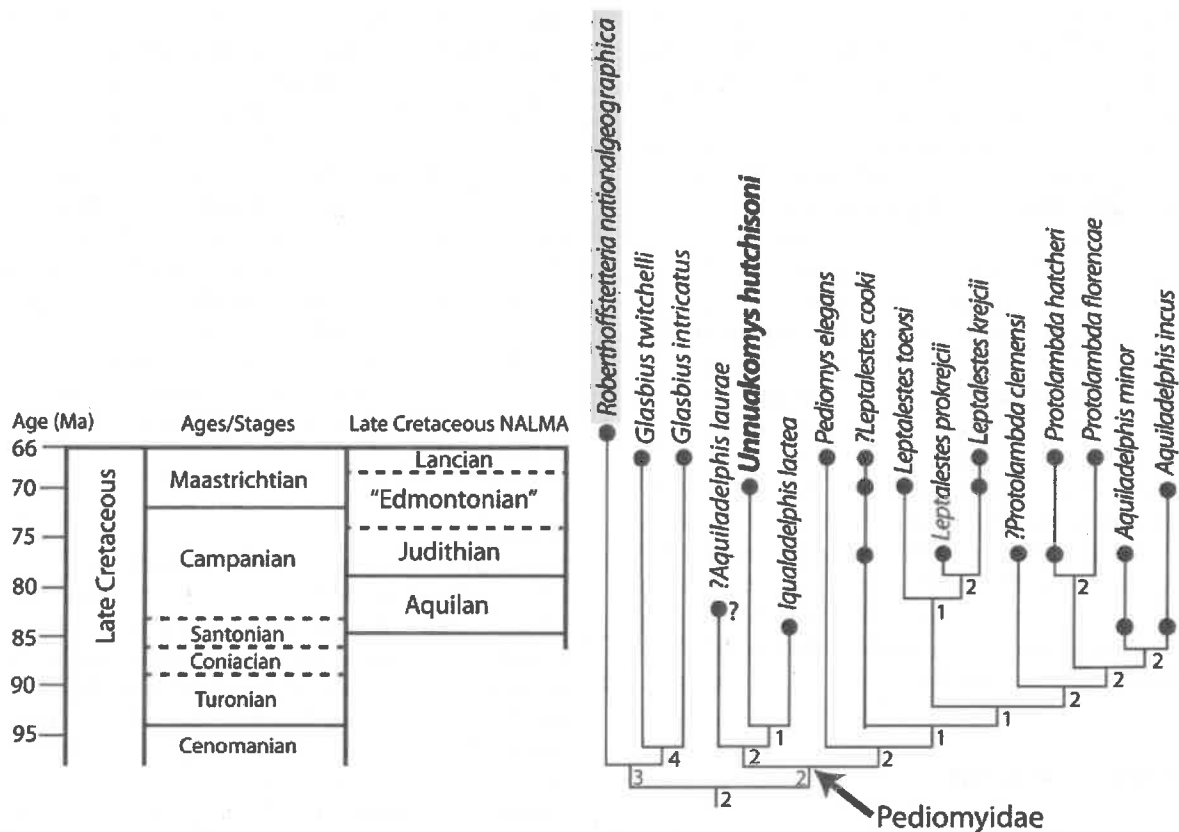 Roberthoffstetteria nationalgeographica
Glasbius twitchelli
Glasbius intricatus
?Aquiladelphis laurae
Unnuakomys hutchisoni
Iqualadelphis lactea
Pediomys elegans
?Leptalestes cooki
Leptalestes toevsi
Leptalestes prokrejcii
Leptalestes krejcii
?Protolambda clemensi
Protolambda hatcheri
Protolambda florencae
Aquiladelphis minor
Aquiladelphis incus
Age (Ma)
Ages/Stages
Late Cretaceous NALMA
66
70
75
80
85
90
95
Late Cretaceous
Maastrichtian
Campanian
Santonian
Coniacian
Turonian
Cenomanian
Lancian
"Edmontonian"
Judithian
Aquilan
?
2
1
2
2
2
2
2
1
1
1
4
2
2
3
2
2
Pediomyidae